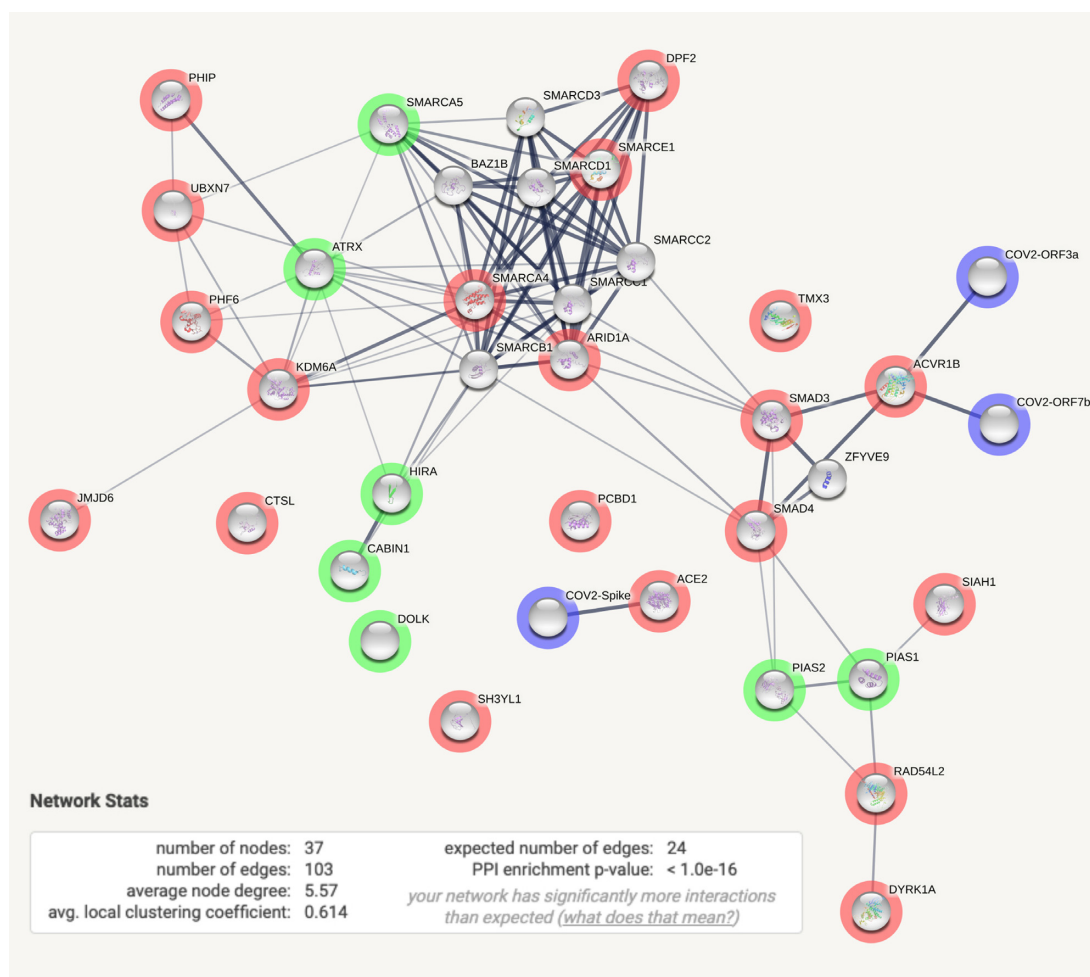 DPF2
PHIP
SMARCA5
SMARCD3
SMARCE1
BAZ1B
SMARCD1
UBXN7
ATRX
SMARCC2
COV2-ORF3a
SMARCA4
SMARCC1
TMX3
PHF6
ARID1A
SMARCB1
KDM6A
ACVR1B
SMAD3
COV2-ORF7b
ZFYVE9
HIRA
JMJD6
CTSL
PCBD1
SMAD4
CABIN1
COV2-Spike
ACE2
SIAH1
DOLK
PIAS2
PIAS1
SH3YL1
RAD54L2
DYRK1A
Network Stats
number of nodes: 37
number of edges: 103
average node degree: 5.57
avg. local clustering coefficient: 0.614
expected number of edges: 24
PPI enrichment p-value: < 1.0e-16
your network has significantly more interactions
than expected (what does that mean?)